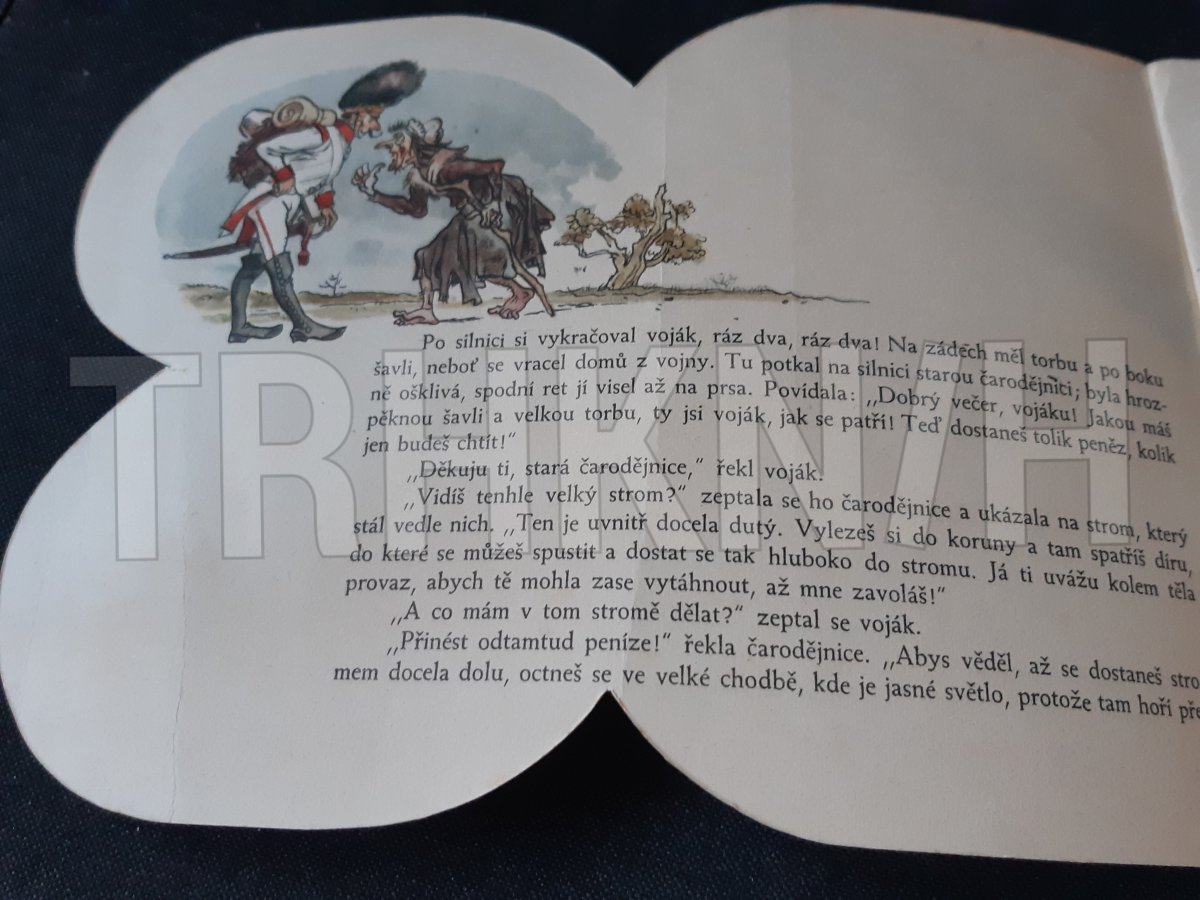 Po silnici si vykračoval voják, ráz dva, ráz dva! Na zádech měl torbu a po boku
šavli, neboť se vracel domů z vojny. Tu potkal na silnici starou čarodějnici; byla hroz-
ně ošklivá, spodní ret jí visel až na prsa. Povídala: „Dobrý večer, vojáku! Jakou máš
pěknou šavli a velkou torbu, ty jsi voják, jak se patří! Teď dostaneš tolik peněz, kolik
jen budeš chtít!“
„Děkuju ti, stará čarodějnice,“ řekl voják.
„Vidíš tenhle velký strom?“ zeptala se ho čarodějnice a ukázala na strom, který
stál vedle nich. „Ten je uvnitř docela dutý. Vylezeš si do koruny a tam spatříš díru,
do které se můžeš spustit a dostat se tak hluboko do stromu. Já ti uvážu kolem těla
provaz, abych tě mohla zase vytáhnout, až mne zavoláš!“
„A co mám v tom stromě dělat?“ zeptal se voják.
„Přinést odtamtud peníze!“ řekla čarodějnice. „Abys věděl, až se dostaneš stro
mem docela dolu, octneš se ve velké chodbě, kde je jasné světlo, protože tam hoří pře
TRHKNIH